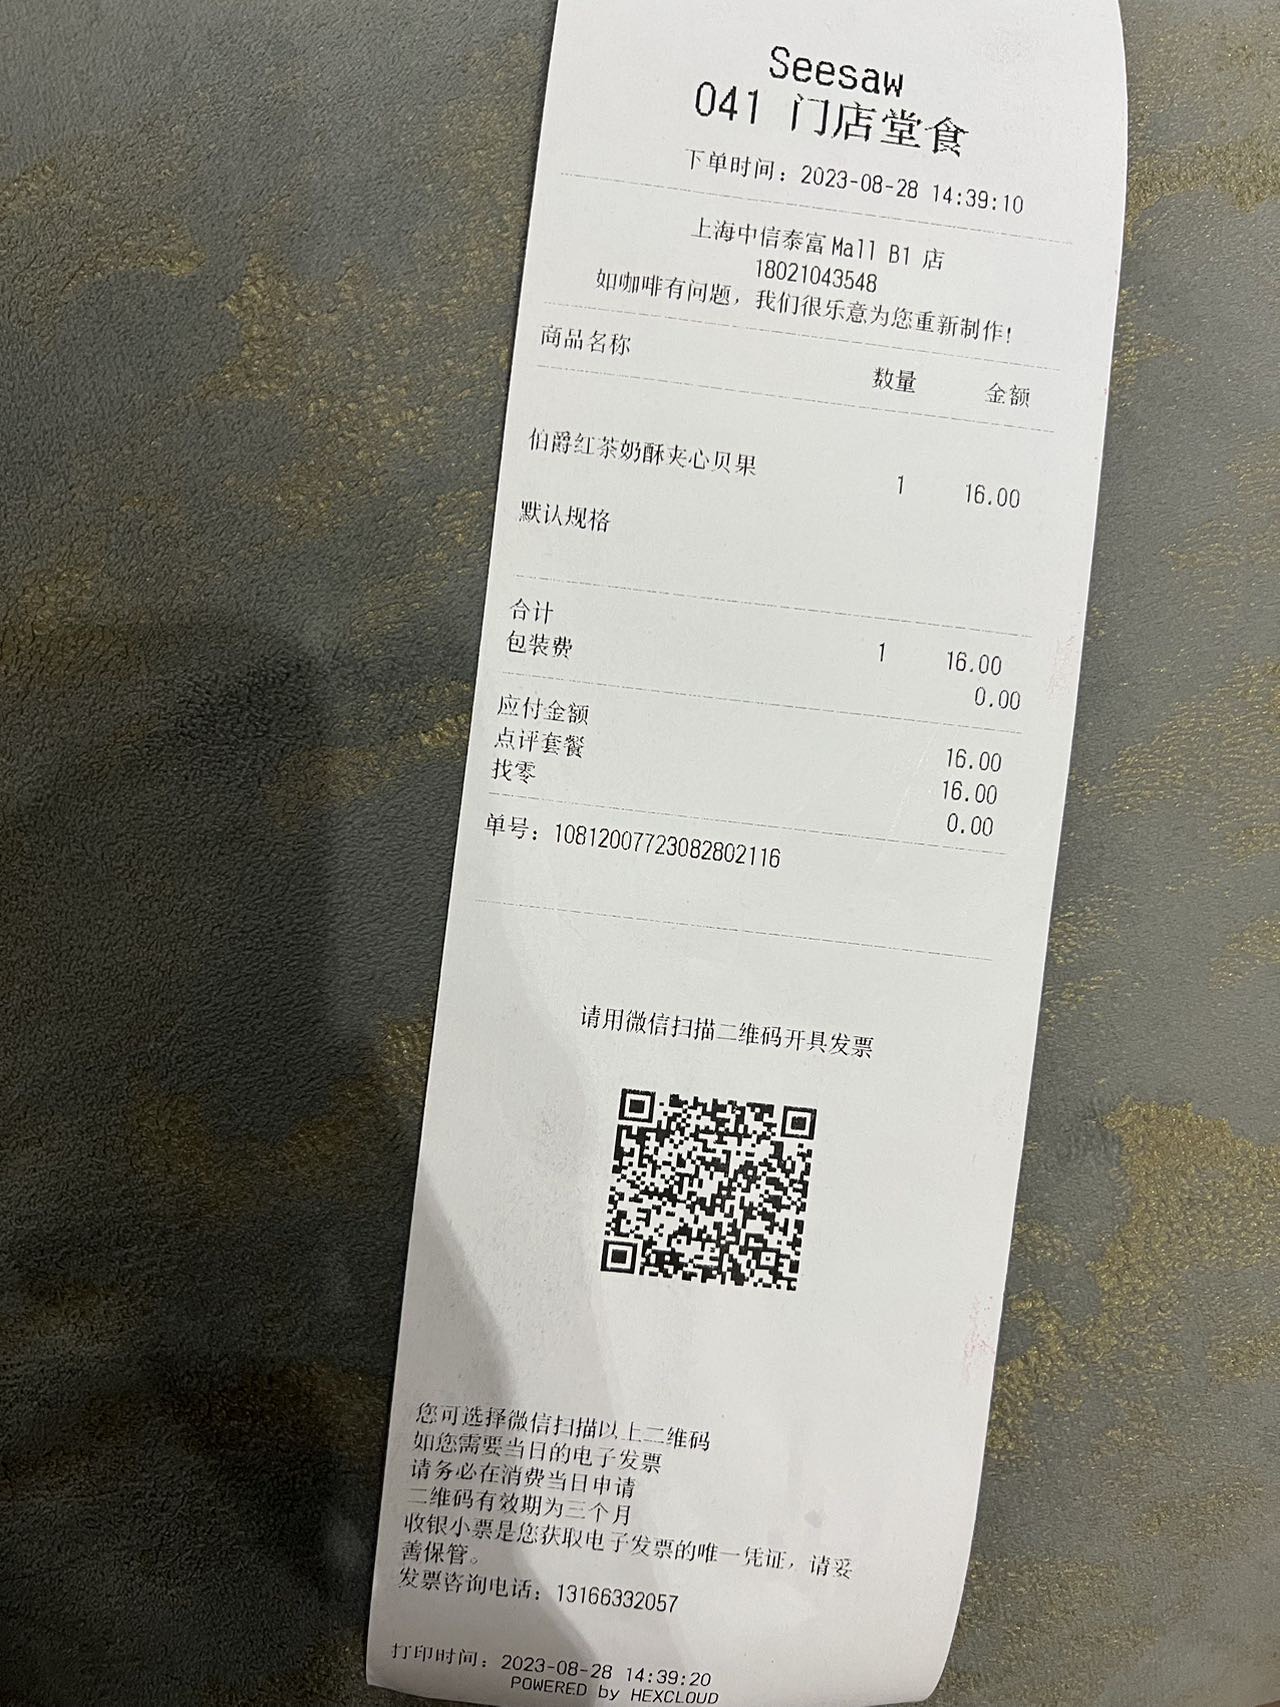 Seesaw
041 门店堂食
下单时间：2023-08-28 14:39:10
上海中信泰富Mall B1 店
18021043548
如咖啡有问题，我们很乐意为您重新制作！
商品名称 数量 金额
伯爵红茶奶酥夹心贝果 1 16.00
默认规格
合计 1 16.00
包装费 0.00
应付金额 16.00
点评套餐 16.00
找零 0.00
单号：10812007723082802116
请用微信扫描二维码开具发票
您可选择微信扫描以上二维码
如您需要当日的电子发票
请务必在消费当日申请
二维码有效期为三个月
收银小票是您获取电子发票的唯一凭证，请妥
善保管。
发票咨询电话：13166332057
打印时间：2023-08-28 14:39:20
POWERED by HEXCLOUD